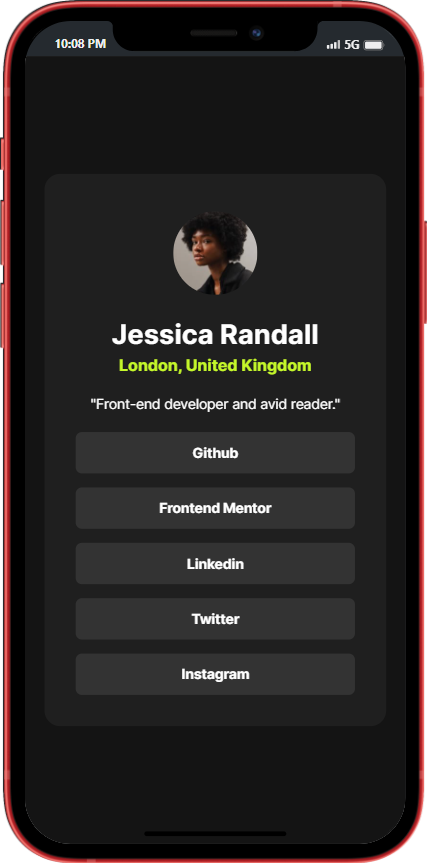 10:08 PM 5G
Jessica Randall
London, United Kingdom
"Front-end developer and avid reader."
Github
Frontend Mentor
Linkedin
Twitter
Instagram